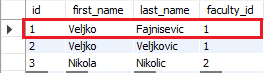 id first_name last_name faculty_id
1 Veljko Fajnisevic 1
2 Veljko Veljkovic 1
3 Nikola Nikolic 2